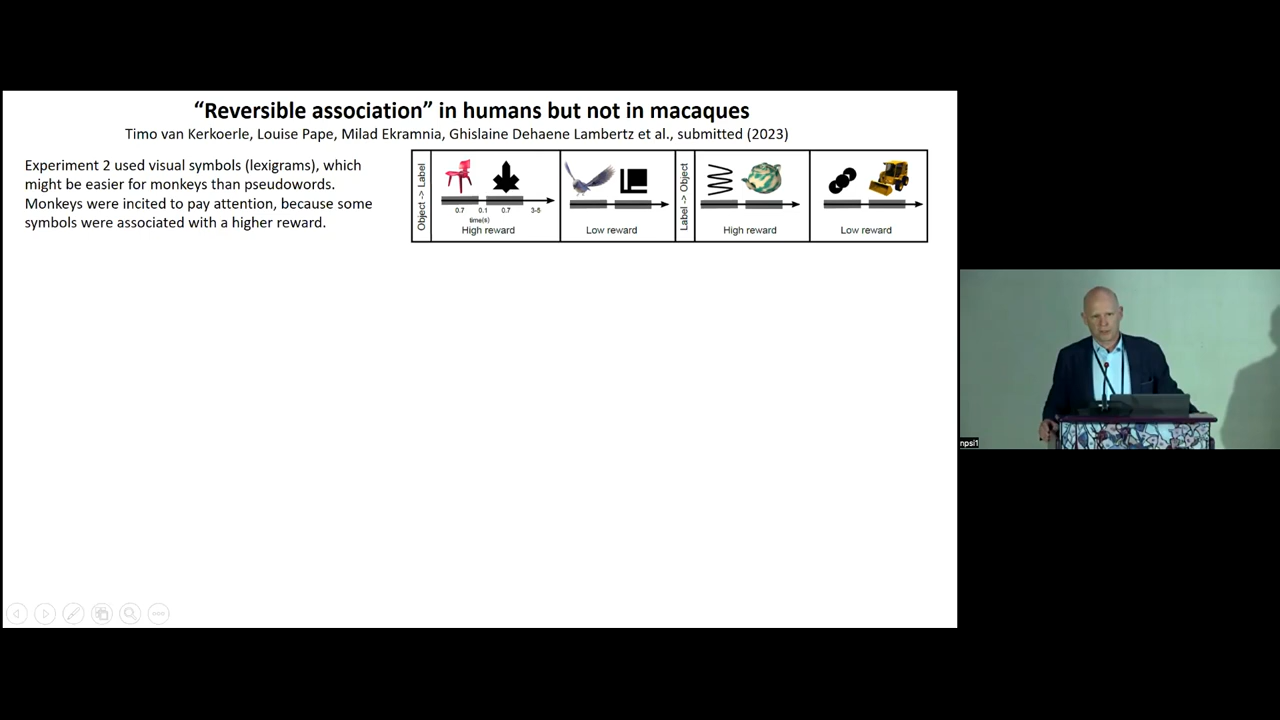 “Reversible association” in humans but not in macaques
Timo van Kerkoerle, Louise Pape, Milad Ekramnia, Ghislaine Dehaene Lambertz et al., submitted (2023)
Experiment 2 used visual symbols (lexigrams), which
might be easier for monkeys than pseudowords.
Monkeys were incited to pay attention, because some
symbols were associated with a higher reward.
Object -> Label
0.7 0.1 0.7 3-5
time(s)
High reward
Low reward
Label -> Object
High reward
Low reward
npsi1